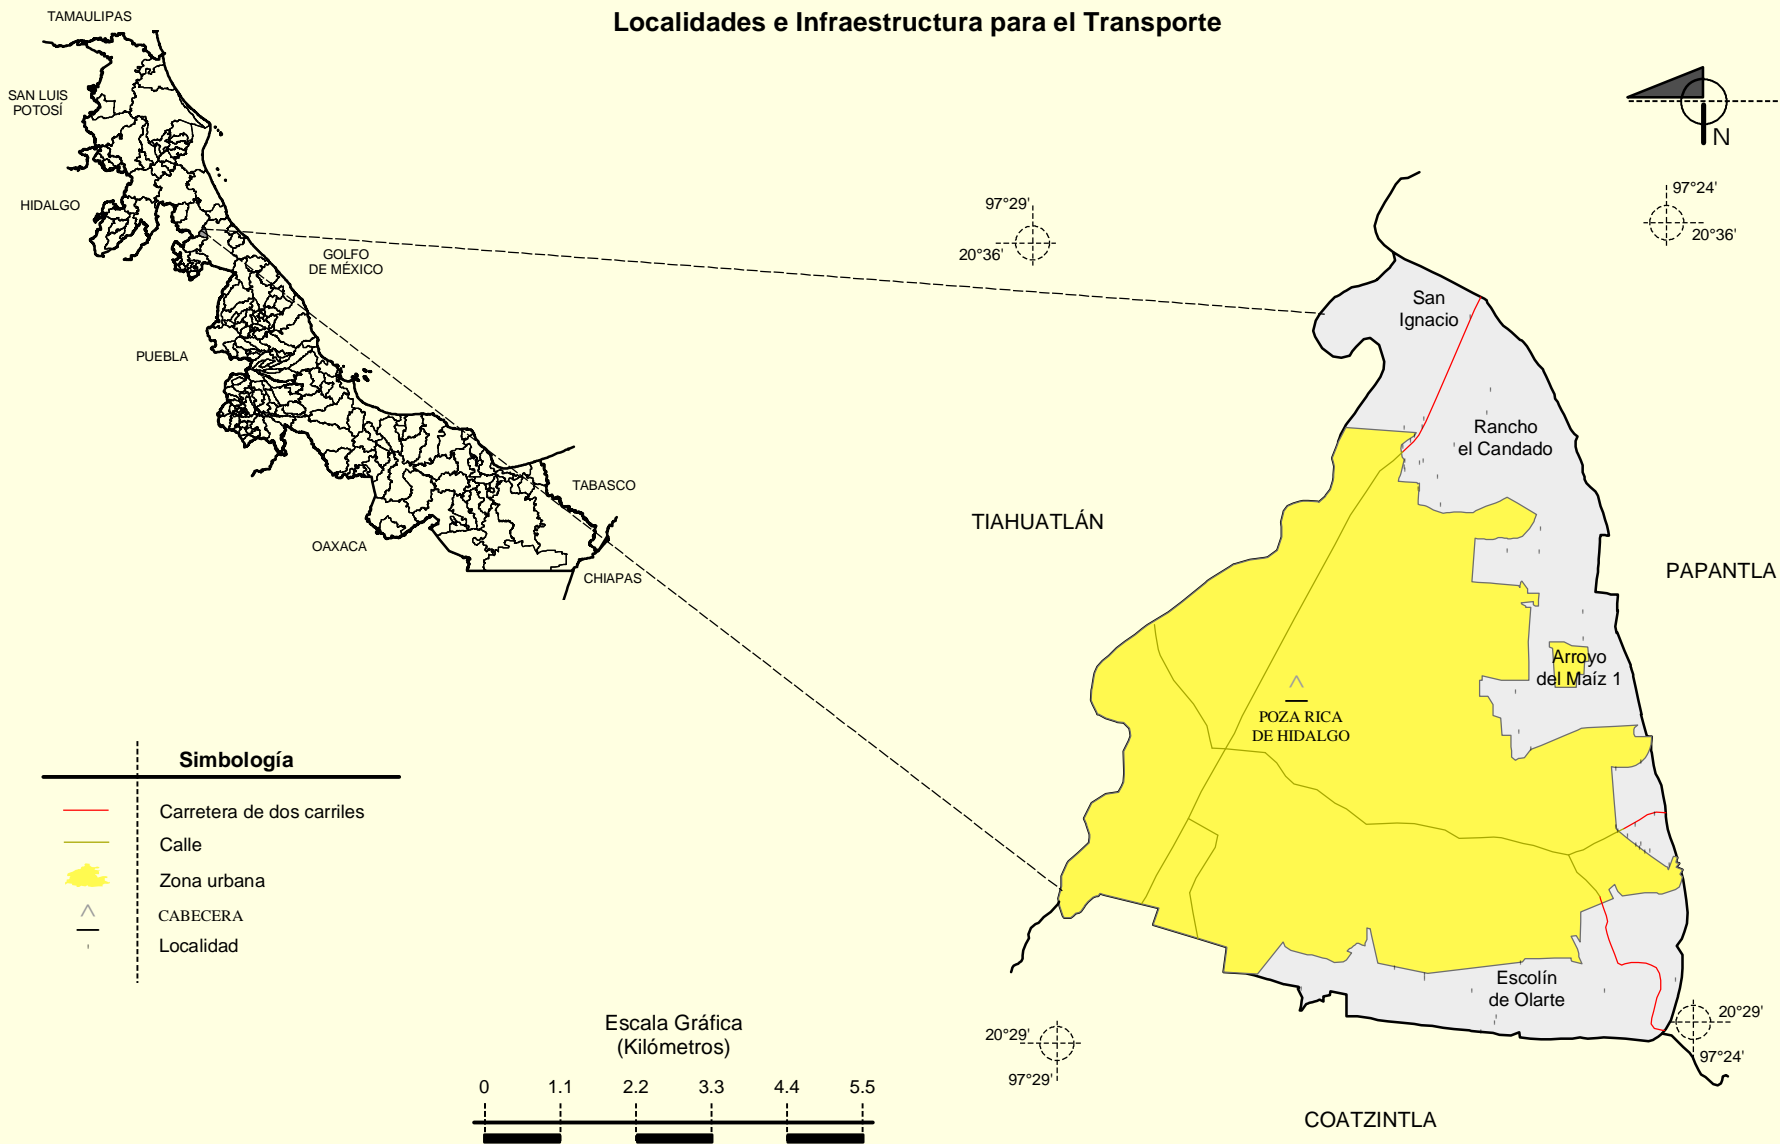 Localidades e Infraestructura para el Transporte
TAMAULIPAS
SAN LUIS
POTOSÍ
HIDALGO
GOLFO
DE MÉXICO
PUEBLA
OAXACA
TABASCO
CHIAPAS
N
97°29'
20°36'
97°24'
20°36'
San
Ignacio
Rancho
el Candado
TIAHUATLÁN
PAPANTLA
Arroyo
del Maíz 1
POZA RICA
DE HIDALGO
Escolín
de Olarte
20°29'
97°29'
20°29'
97°24'
COATZINTLA
Simbología
Carretera de dos carriles
Calle
Zona urbana
CABECERA
Localidad
Escala Gráfica
(Kilómetros)
0 1.1 2.2 3.3 4.4 5.5